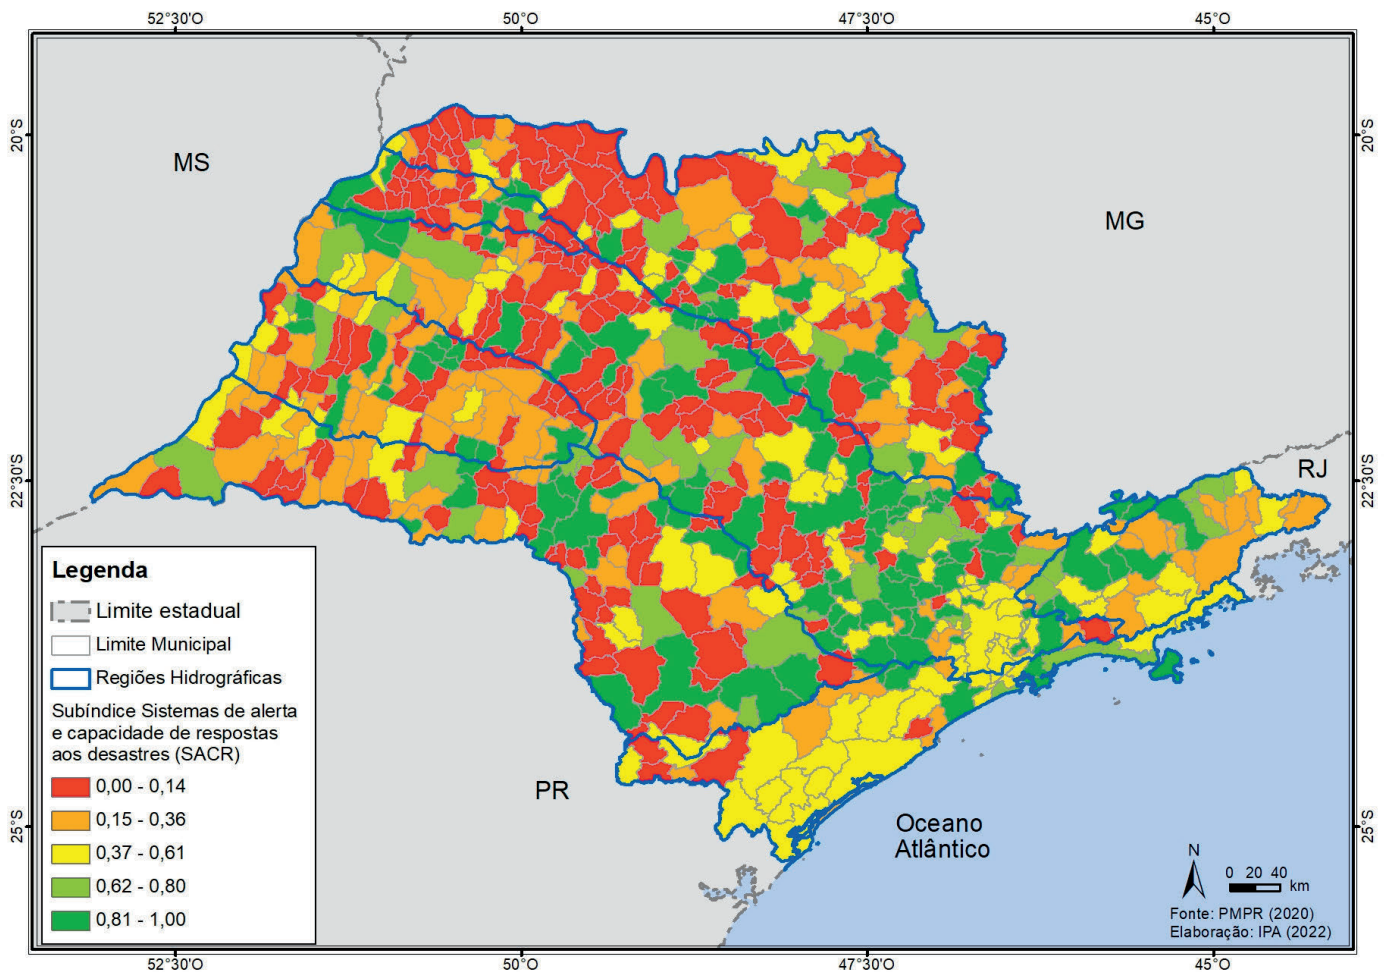 52°30'O 50°O 47°30'O 45°O
20°S 20°S
MS
MG
RJ
22°30'S 22°30'S
Legenda
Limite estadual
Limite Municipal
Regiões Hidrográficas
Subíndice Sistemas de alerta
e capacidade de respostas
aos desastres (SACR)
0,00 - 0,14
0,15 - 0,36
0,37 - 0,61
0,62 - 0,80
0,81 - 1,00
PR
25°S 25°S
Oceano
Atlântico
N
0 20 40
km
Fonte: PMPR (2020)
Elaboração: IPA (2022)
52°30'O 50°O 47°30'O 45°O